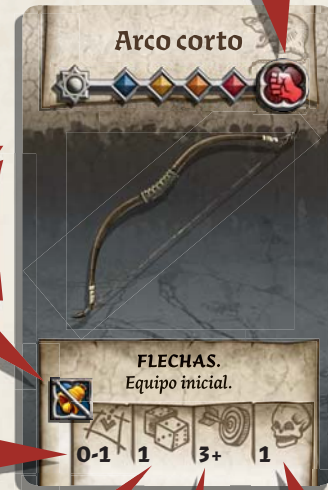 Arco corto
FLECHAS.
Equipo inicial.
0-1 1 3+ 1